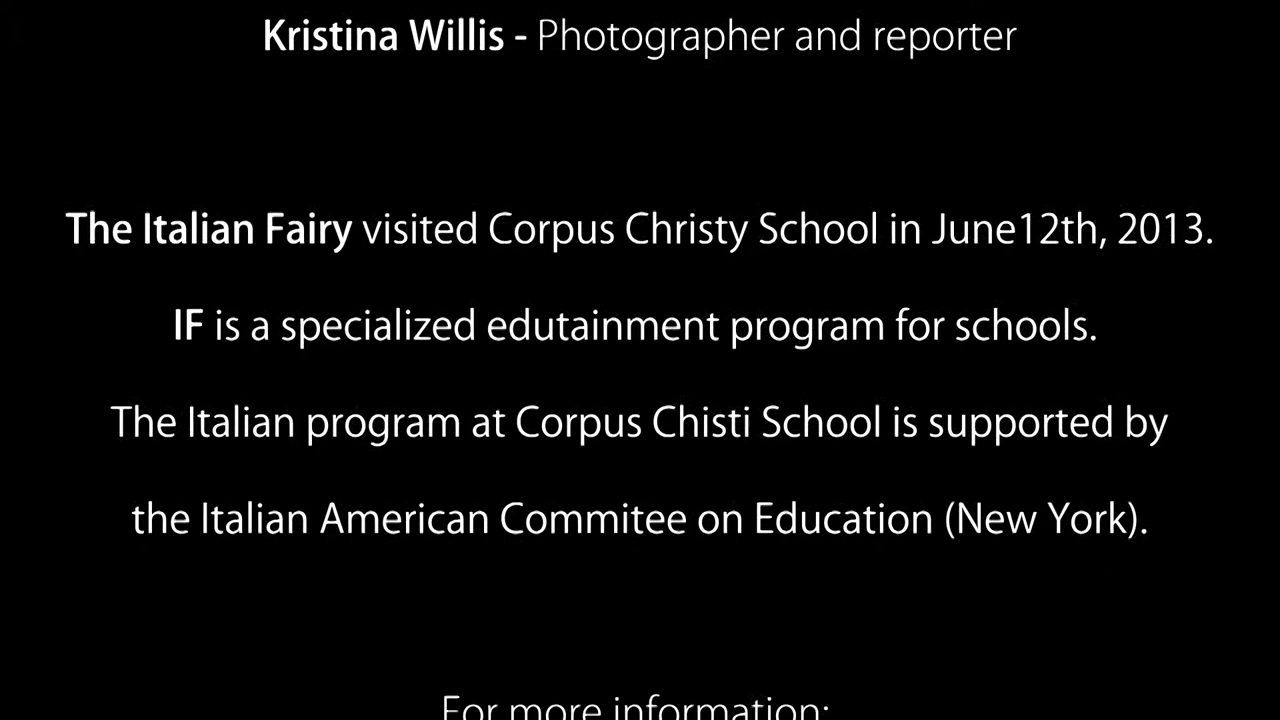 Kristina Willis - Photographer and reporter
The Italian Fairy visited Corpus Christy School in June12th, 2013.
IF is a specialized edutainment program for schools.
The Italian program at Corpus Chisti School is supported by
the Italian American Commitee on Education (New York).
For more information: